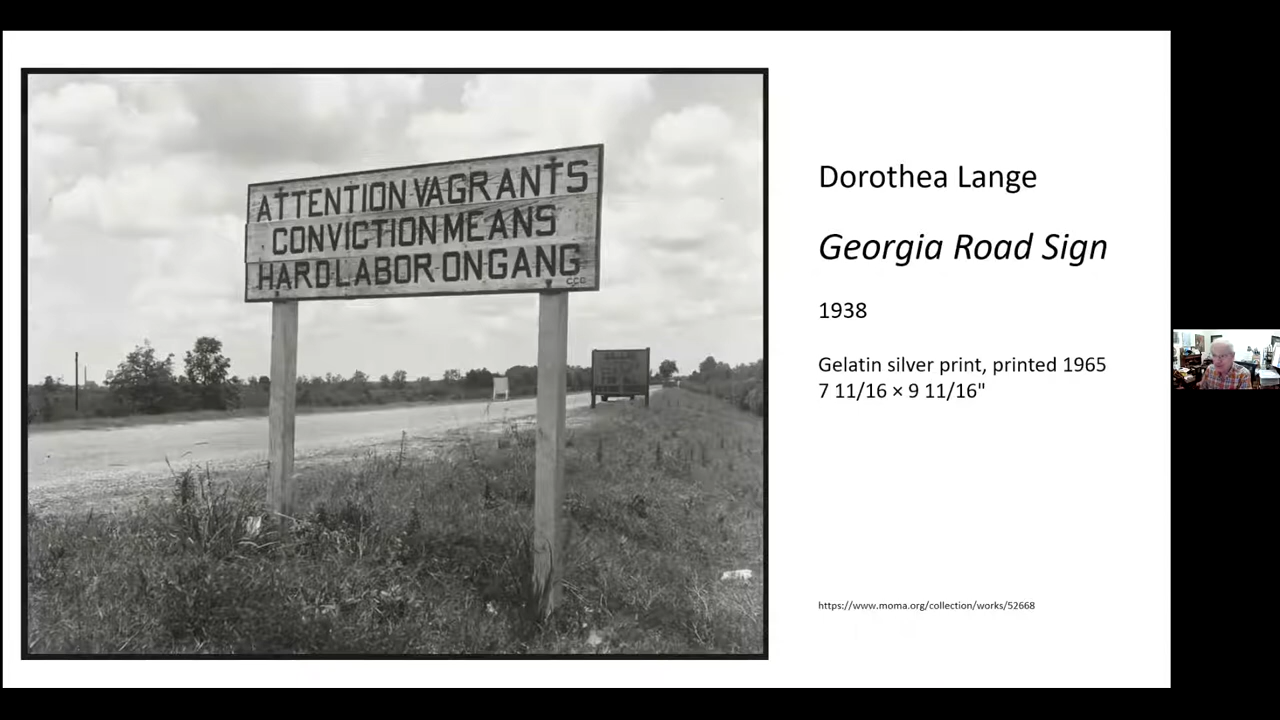 ATTENTION VAGRANTS
CONVICTION MEANS
HARD LABOR ON GANG
Dorothea Lange
Georgia Road Sign
1938
Gelatin silver print, printed 1965
7 11/16 × 9 11/16"
https://www.moma.org/collection/works/52668